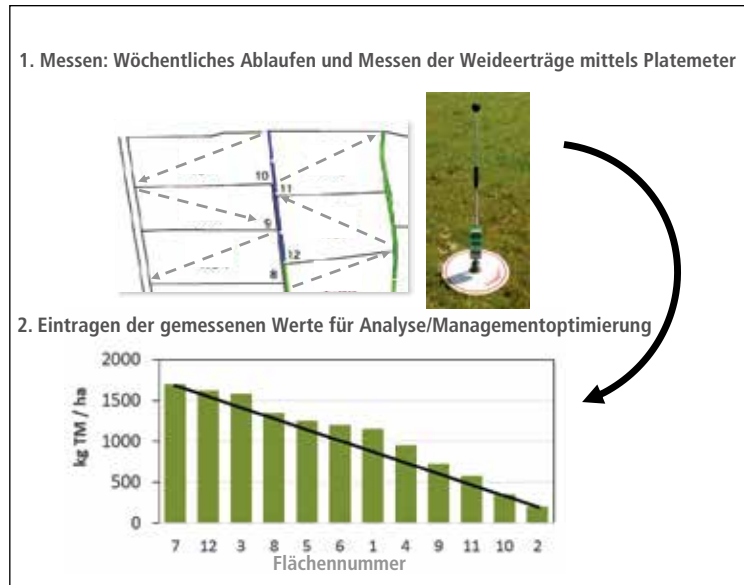 1. Messen: Wöchentliches Ablaufen und Messen der Weideerträge mittels Platemeter
10
11
9
12
8
2. Eintragen der gemessenen Werte für Analyse/Managementoptimierung
kg TM / ha
2000
1500
1000
500
0
7 12 3 8 5 6 1 4 9 11 10 2
Flächennummer